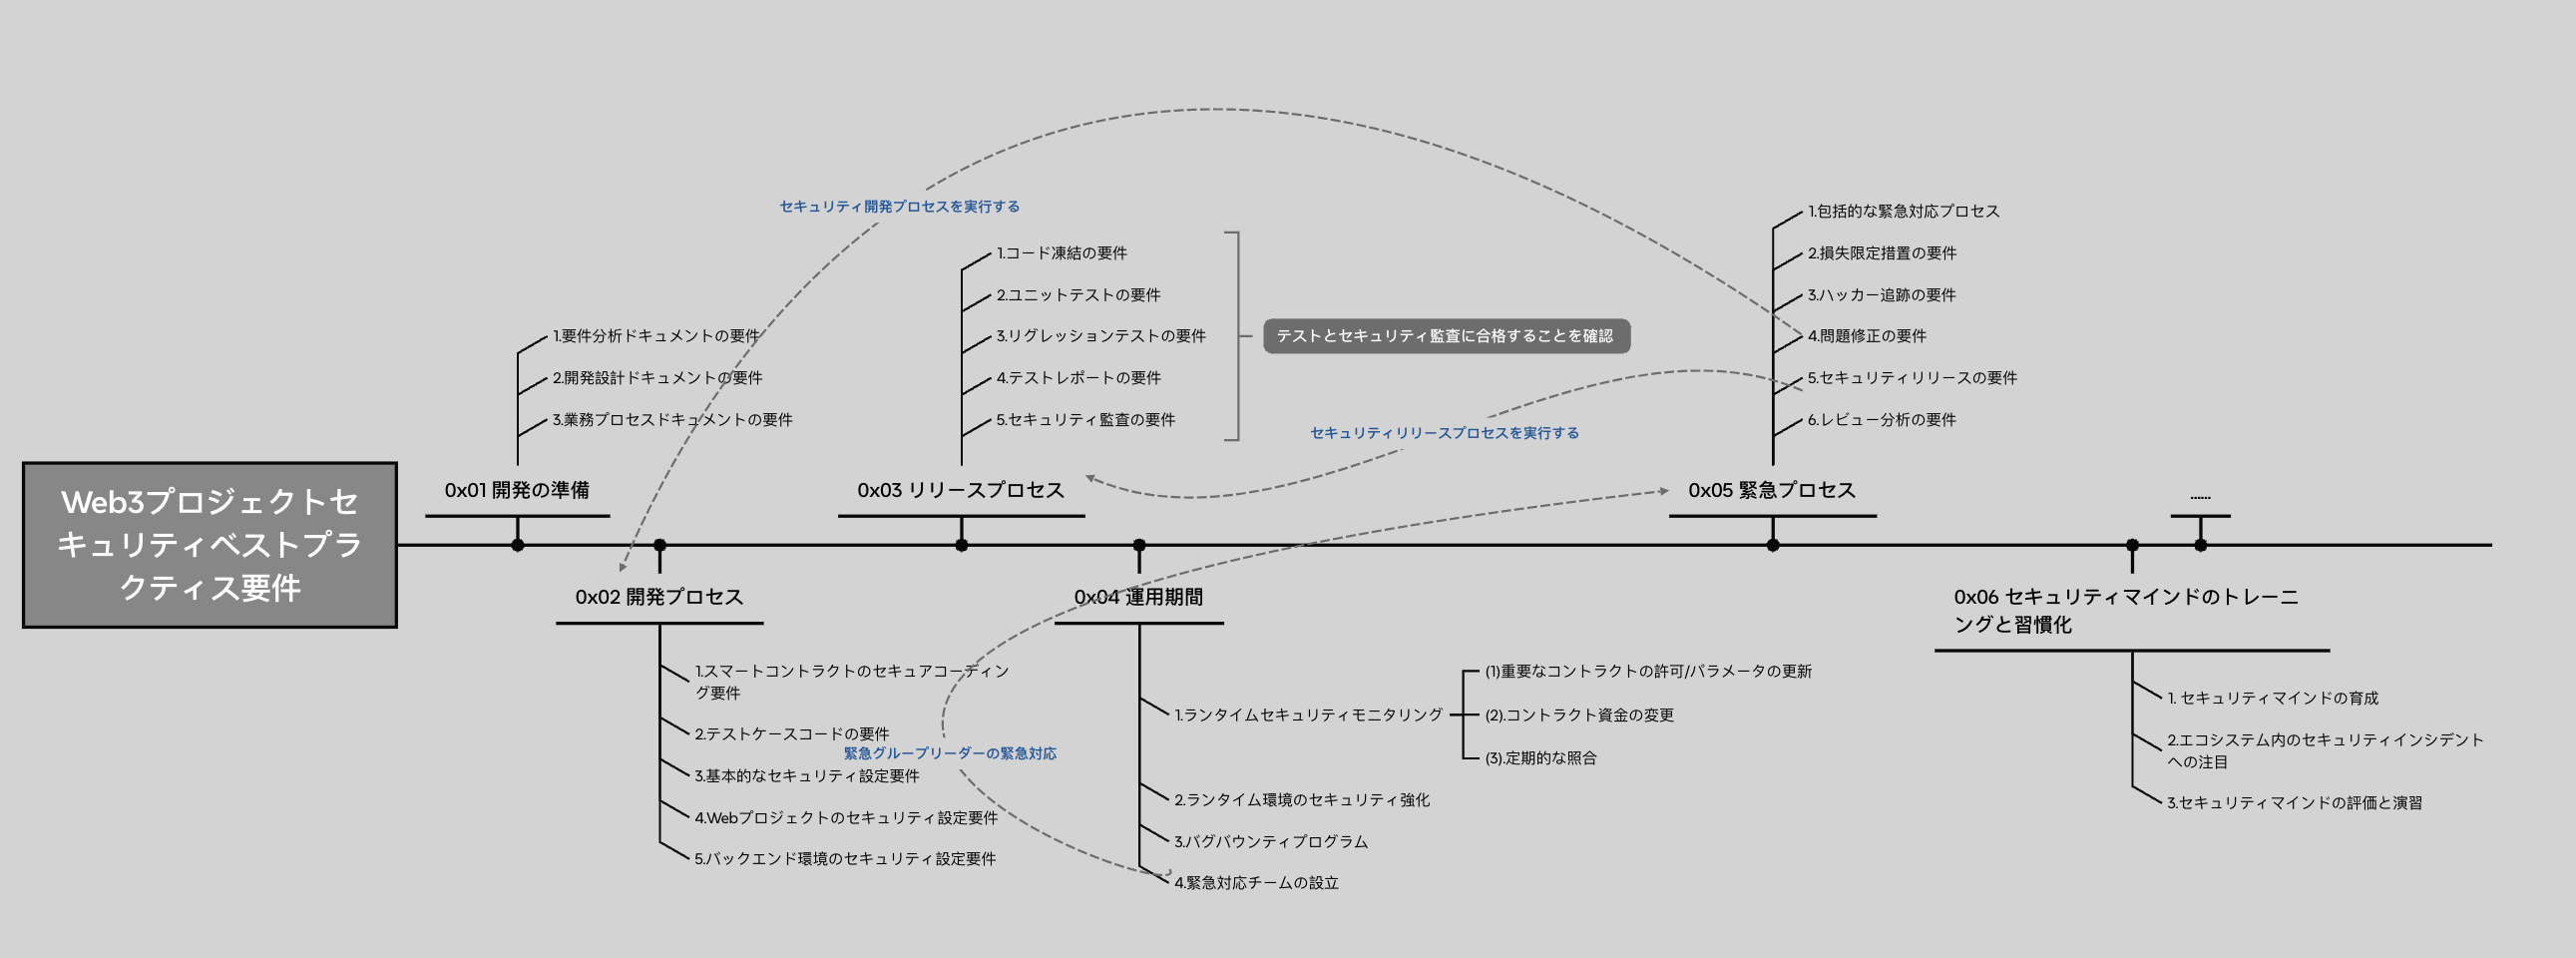 Web3プロジェクトセ
キュリティベストプラ
クティス要件
0x01 開発の準備
1.要件分析ドキュメントの要件
2.開発設計ドキュメントの要件
3.業務プロセスドキュメントの要件
0x02 開発プロセス
1.スマートコントラクトのセキュアコーディン
グ要件
2.テストケースコードの要件
3.基本的なセキュリティ設定要件
4.Webプロジェクトのセキュリティ設定要件
5.バックエンド環境のセキュリティ設定要件
0x03 リリースプロセス
1.コード凍結の要件
2.ユニットテストの要件
3.リグレッションテストの要件
4.テストレポートの要件
5.セキュリティ監査の要件
テストとセキュリティ監査に合格することを確認
0x04 運用期間
1.ランタイムセキュリティモニタリング
(1)重要なコントラクトの許可/パラメータの更新
(2).コントラクト資金の変更
(3).定期的な照合
2.ランタイム環境のセキュリティ強化
3.バグバウンティプログラム
4.緊急対応チームの設立
0x05 緊急プロセス
1.包括的な緊急対応プロセス
2.損失限定措置の要件
3.ハッカー追跡の要件
4.問題修正の要件
5.セキュリティリリースの要件
6.レビュー分析の要件
0x06 セキュリティマインドのトレーニ
ングと習慣化
1. セキュリティマインドの育成
2.エコシステム内のセキュリティインシデント
への注目
3.セキュリティマインドの評価と演習
......
セキュリティ開発プロセスを実行する
セキュリティリリースプロセスを実行する
緊急グループリーダーの緊急対応